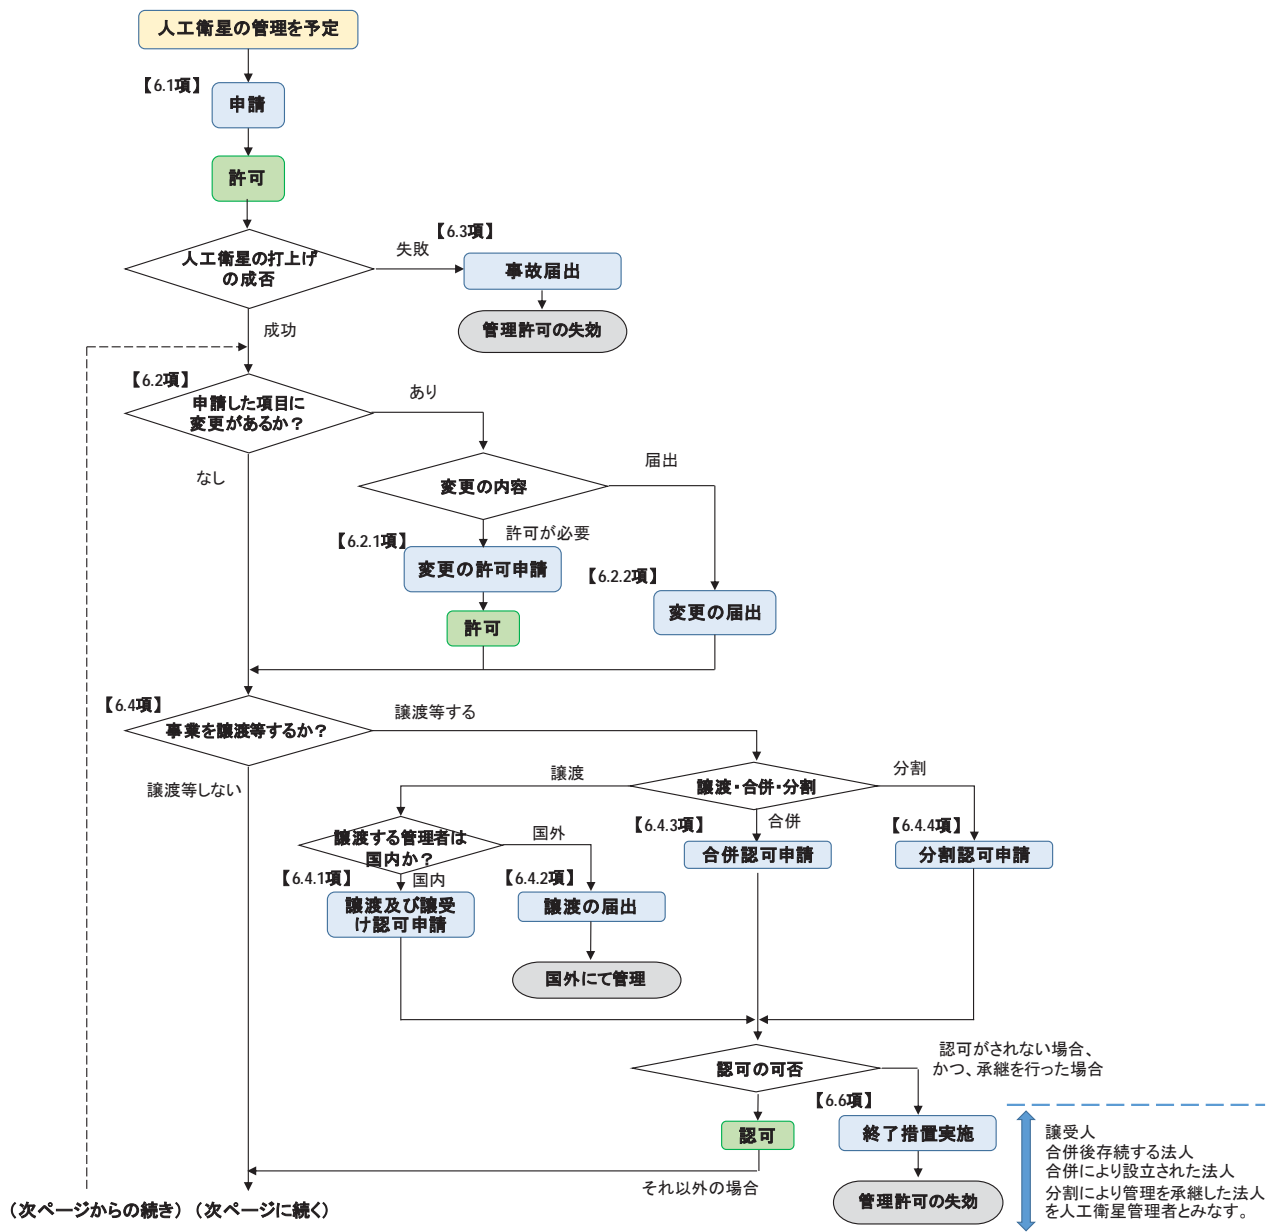 人工衛星の管理を予定
【6.1項】
申請
許可
人工衛星の打上げ
の成否
失敗
【6.3項】
事故届出
管理許可の失効
成功
【6.2項】
申請した項目に
変更があるか？
あり
なし
変更の内容
届出
許可が必要
【6.2.1項】
変更の許可申請
【6.2.2項】
変更の届出
許可
【6.4項】
事業を譲渡等するか？
譲渡等する
譲渡等しない
譲渡・合併・分割
譲渡
分割
合併
譲渡する管理者は
国内か？
国外
国内
【6.4.3項】
合併認可申請
【6.4.4項】
分割認可申請
【6.4.1項】
譲渡及び譲受
け認可申請
【6.4.2項】
譲渡の届出
国外にて管理
認可の可否
認可がされない場合、
かつ、承継を行った場合
【6.6項】
認可
終了措置実施
管理許可の失効
それ以外の場合
譲受人
合併後存続する法人
合併により設立された法人
分割により管理を承継した法人
を人工衛星管理者とみなす。
（次ページからの続き）（次ページに続く）